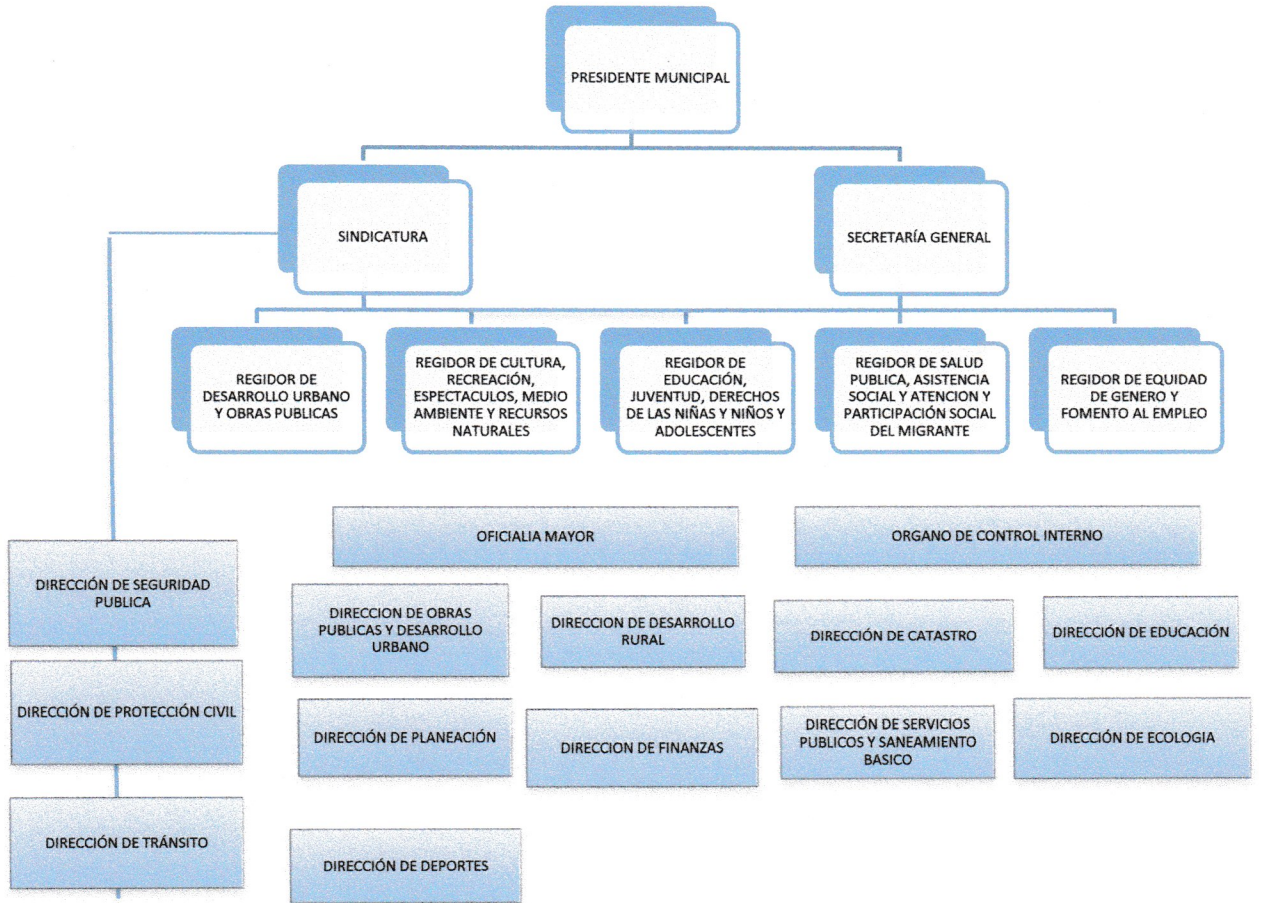 PRESIDENTE MUNICIPAL
SINDICATURA
SECRETARÍA GENERAL
REGIDOR DE
DESARROLLO URBANO
Y OBRAS PUBLICAS
REGIDOR DE CULTURA,
RECREACIÓN,
ESPECTACULOS, MEDIO
AMBIENTE Y RECURSOS
NATURALES
REGIDOR DE
EDUCACIÓN,
JUVENTUD, DERECHOS
DE LAS NIÑAS Y NIÑOS Y
ADOLESCENTES
REGIDOR DE SALUD
PUBLICA, ASISTENCIA
SOCIAL Y ATENCION Y
PARTICIPACIÓN SOCIAL
DEL MIGRANTE
REGIDOR DE EQUIDAD
DE GENERO Y
FOMENTO AL EMPLEO
OFICIALIA MAYOR
ORGANO DE CONTROL INTERNO
DIRECCIÓN DE SEGURIDAD
PUBLICA
DIRECCION DE OBRAS
PUBLICAS Y DESARROLLO
URBANO
DIRECCION DE DESARROLLO
RURAL
DIRECCIÓN DE CATASTRO
DIRECCIÓN DE EDUCACIÓN
DIRECCIÓN DE PROTECCIÓN CIVIL
DIRECCIÓN DE PLANEACIÓN
DIRECCION DE FINANZAS
DIRECCIÓN DE SERVICIOS
PUBLICOS Y SANEAMIENTO
BASICO
DIRECCIÓN DE ECOLOGIA
DIRECCIÓN DE TRÁNSITO
DIRECCIÓN DE DEPORTES